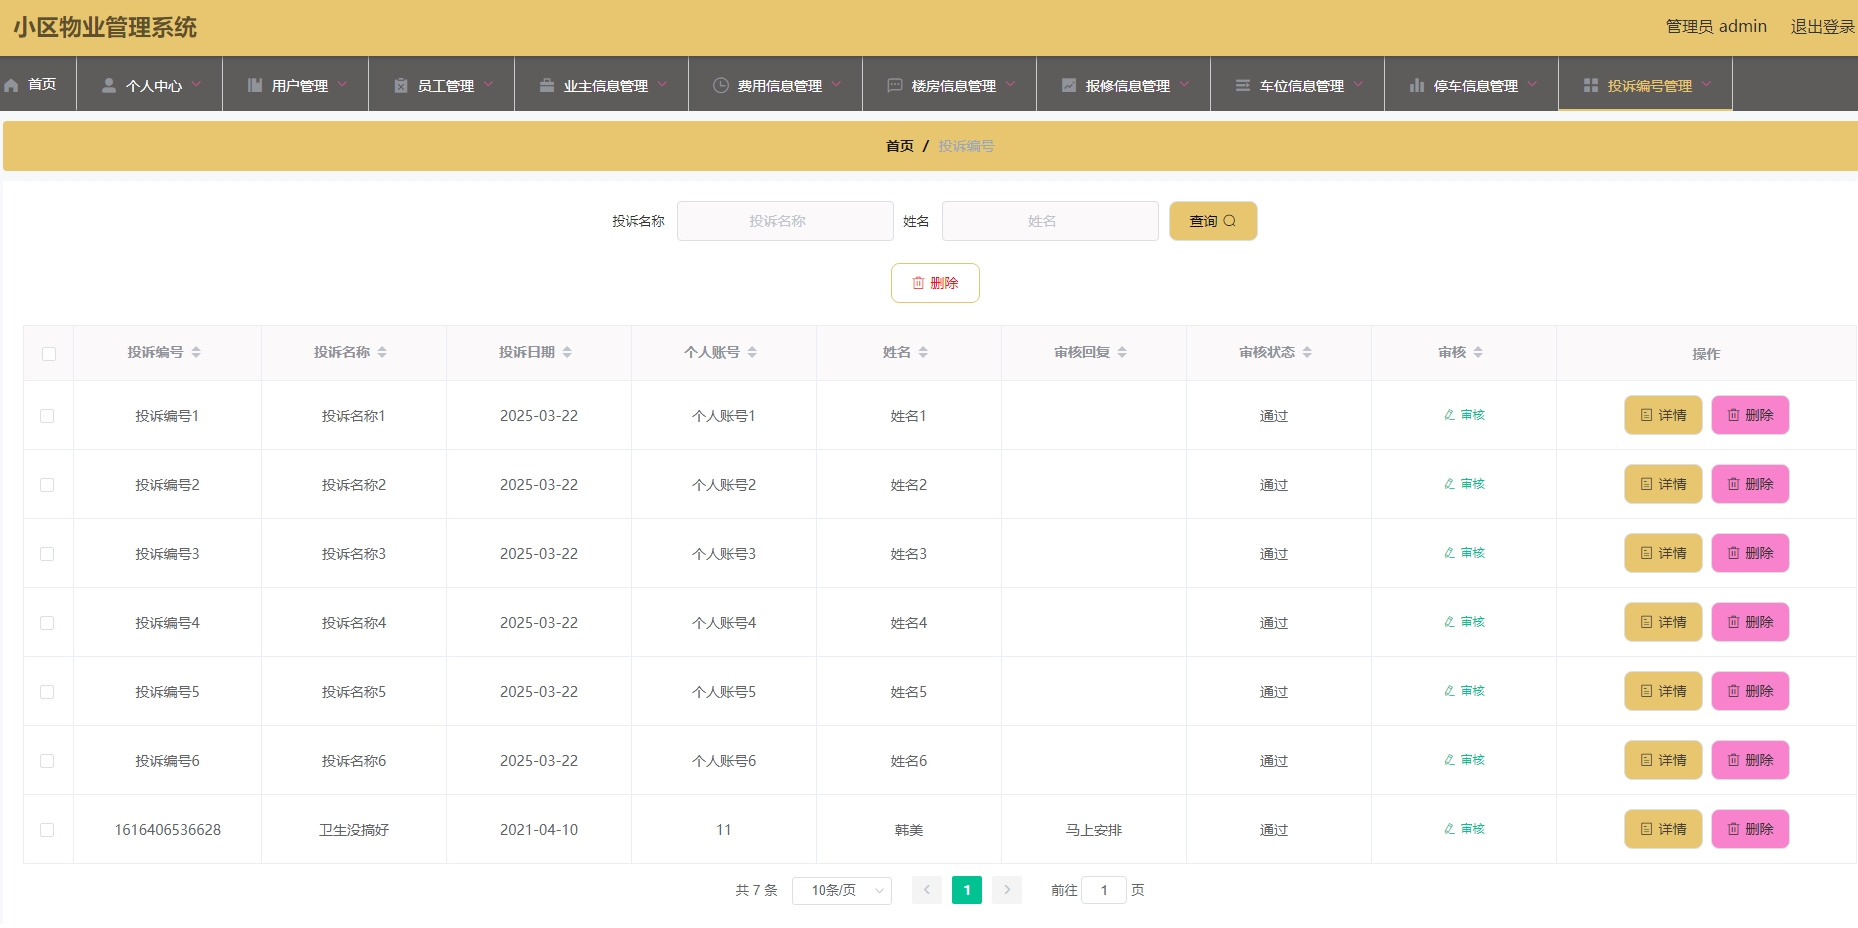 小区物业管理系统 管理员 admin 退出登录
首页 个人中心 用户管理 员工管理 业主信息管理 费用信息管理 楼房信息管理 报修信息管理 车位信息管理 停车信息管理 投诉编号管理
首页 / 投诉编号
投诉名称 投诉名称 姓名 姓名 查询
删除
投诉编号 投诉名称 投诉日期 个人账号 姓名 审核回复 审核状态 审核 操作
投诉编号1 投诉名称1 2025-03-22 个人账号1 姓名1 通过 审核 详情 删除
投诉编号2 投诉名称2 2025-03-22 个人账号2 姓名2 通过 审核 详情 删除
投诉编号3 投诉名称3 2025-03-22 个人账号3 姓名3 通过 审核 详情 删除
投诉编号4 投诉名称4 2025-03-22 个人账号4 姓名4 通过 审核 详情 删除
投诉编号5 投诉名称5 2025-03-22 个人账号5 姓名5 通过 审核 详情 删除
投诉编号6 投诉名称6 2025-03-22 个人账号6 姓名6 通过 审核 详情 删除
1616406536628 卫生没搞好 2021-04-10 11 韩美 马上安排 通过 审核 详情 删除
共 7 条 10条/页 1 前往 1 页